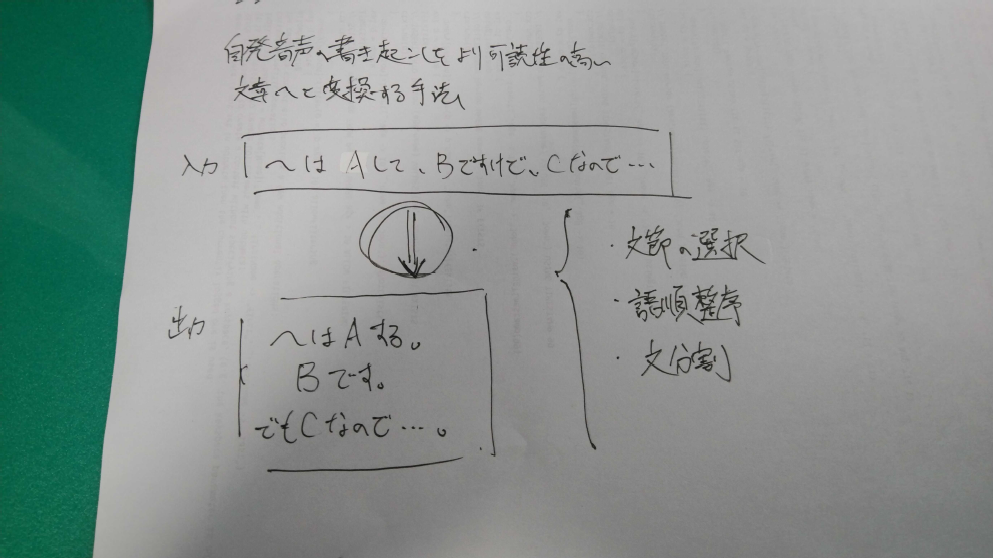 自発音声の書き起こしをより可読性の高い
文章へと変換する手法
入力
〜は Aして、Bですけど、Cなので…
・文節の選択
・語順整序
・文分割
出力
〜はAする。
Bです。
でもCなので…。